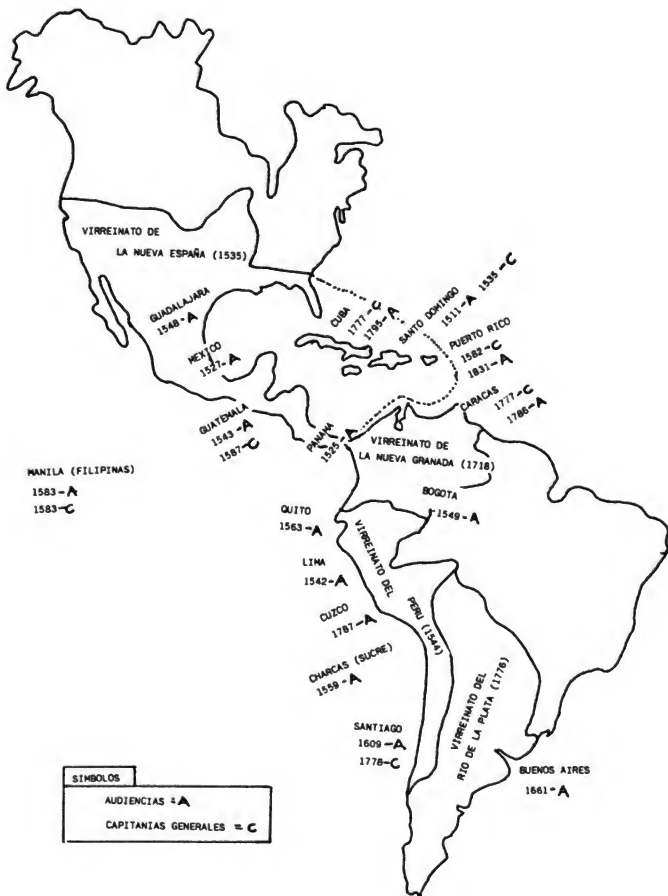 VIRREINATO DE
LA NUEVA ESPAÑA (1535)
GUADALAJARA
1548-A
MEXICO
1527-A
CUBA
1777-C
1795-A
SANTO DOMINGO
1511-A
1535-C
PUERTO RICO
1582-C
1831-A
CARACAS
1777-C
1786-A
GUATEMALA
1543-A
1587-C
PANAMA
1525-A
VIRREINATO DE
LA NUEVA GRANADA (1718)
MANILA (FILIPINAS)
1583-A
1583-C
BOGOTA
1549-A
QUITO
1563-A
LIMA
1542-A
CUZCO
1787-A
CHARCAS (SUCRE)
1559-A
VIRREINATO DEL
PERU (1544)
VIRREINATO DEL
RIO DE LA PLATA (1776)
SANTIAGO
1609-A
1778-C
BUENOS AIRES
1661-A
SIMBOLOS
AUDIENCIAS = A
CAPITANIAS GENERALES = C